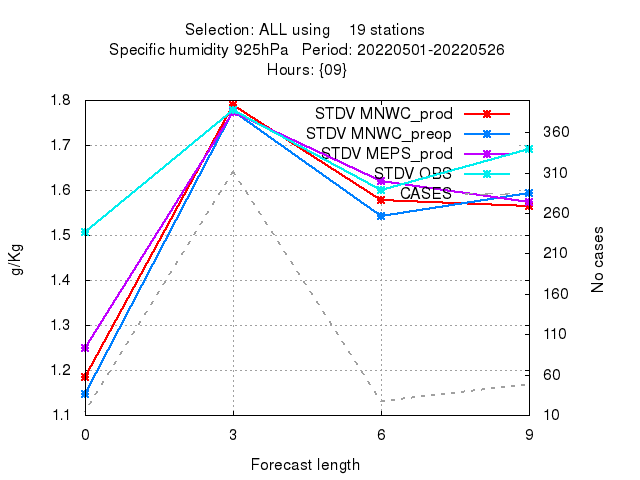 Selection: ALL using 19 stations
Specific humidity 925hPa Period: 20220501-20220526
Hours: {09}
1.8
1.7
1.6
1.5
1.4
1.3
1.2
1.1
g/Kg
STDV MNWC_prod
STDV MNWC_preop
STDV MEPS_prod
STDV OBS
CASES
360
310
260
210
160
110
60
10
No cases
0 3 6 9
Forecast length